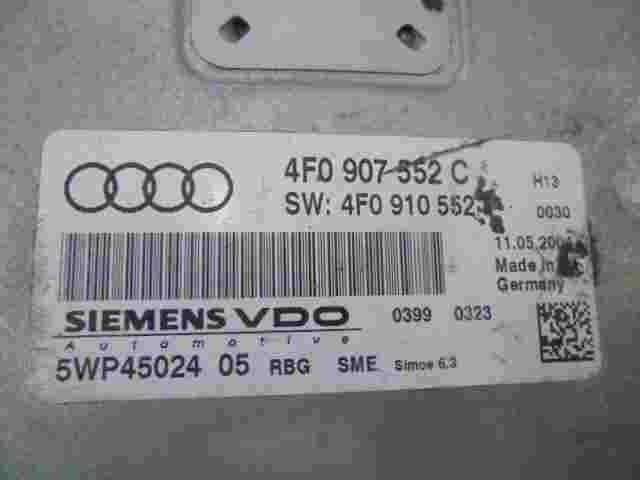 4F0 907 552 C H13
SW: 4F0 910 552 0030
11.05.200
Made in
Germany
SIEMENS VDO 0399 0323
Automotive
5WP45024 05 RBG SME Simoe 6.3